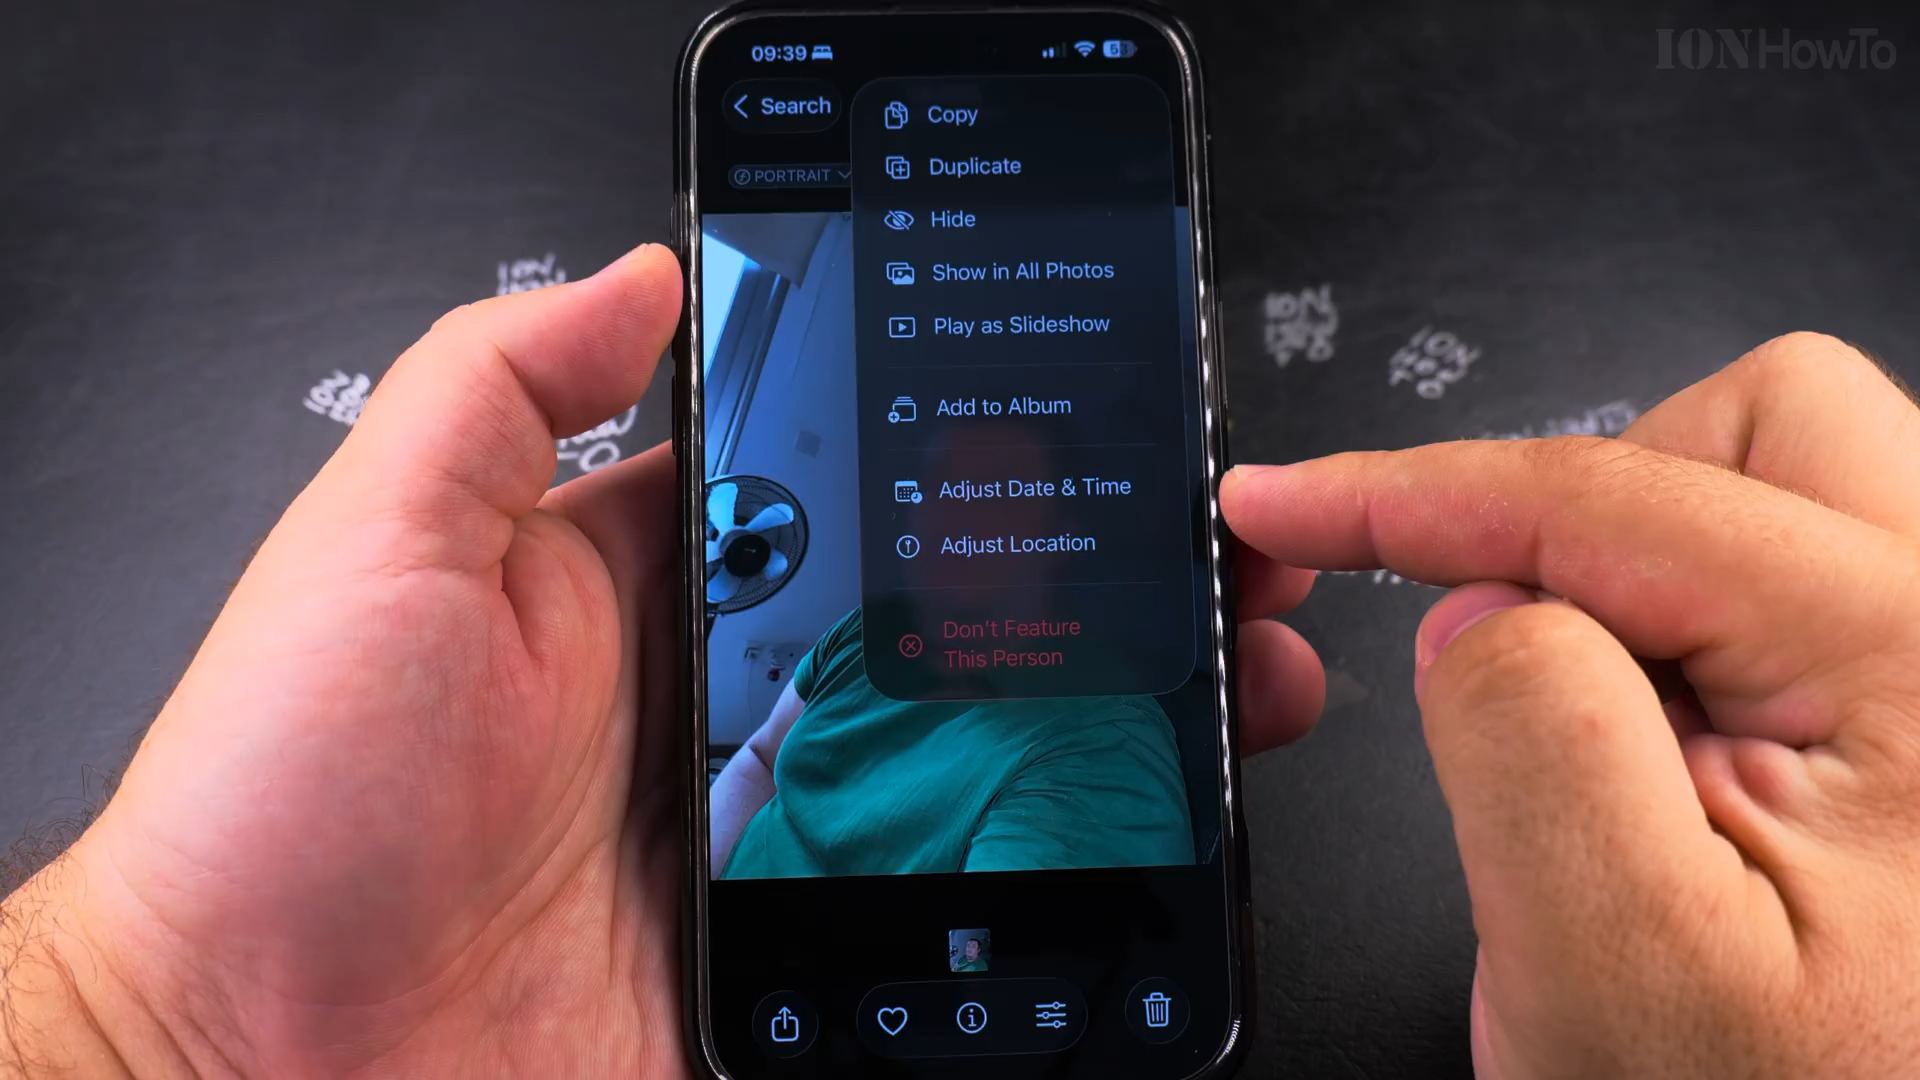 IONHowTo
09:39
53
Search
PORTRAIT
Copy
Duplicate
Hide
Show in All Photos
Play as Slideshow
Add to Album
Adjust Date & Time
Adjust Location
Don't Feature
This Person